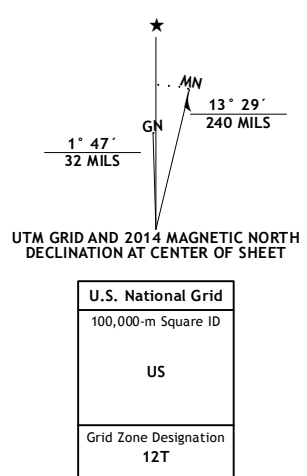 MN
GN
13° 29´
240 MILS
1° 47´
32 MILS
UTM GRID AND 2014 MAGNETIC NORTH
DECLINATION AT CENTER OF SHEET
U.S. National Grid
100,000-m Square ID
US
Grid Zone Designation
12T